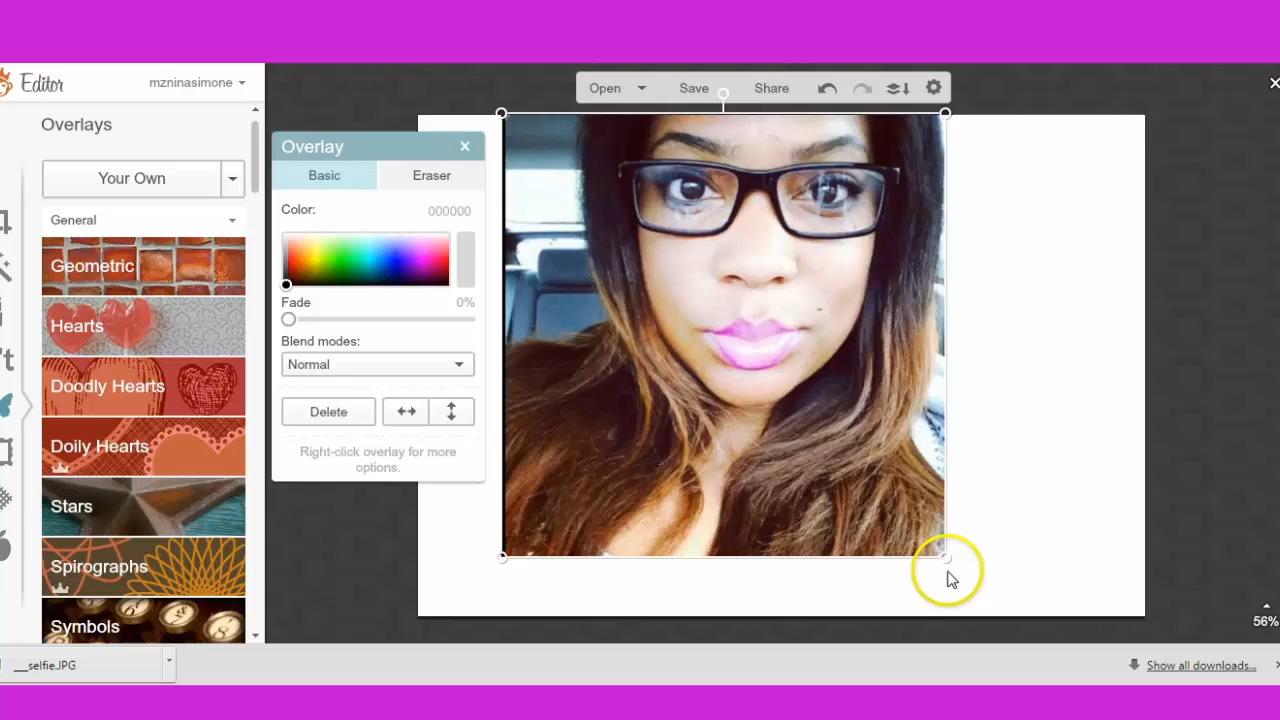 Editor
mzninasimone
Open
Save
Share
Overlays
Your Own
General
Geometric
Hearts
Doodly Hearts
Doily Hearts
Stars
Spirographs
Symbols
Overlay
Basic
Eraser
Color:
000000
Fade
0%
Blend modes:
Normal
Delete
Right-click overlay for more
options.
56%
__selfie.JPG
Show all downloads...